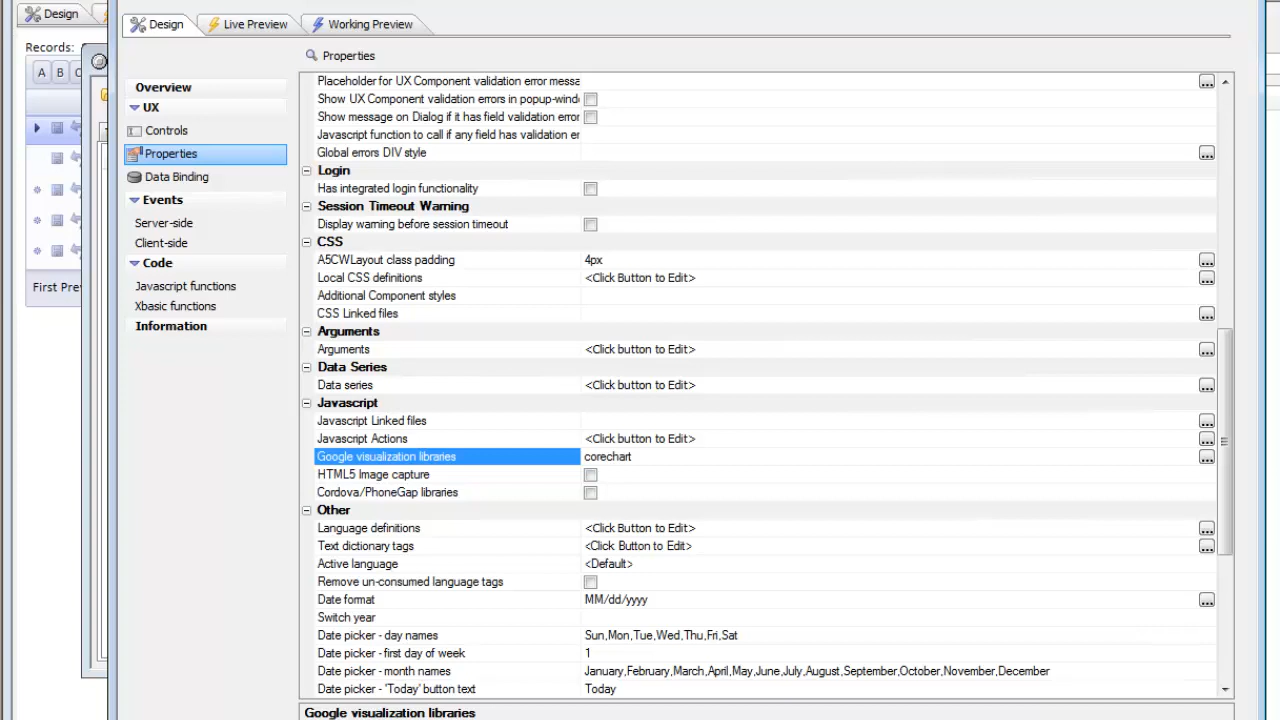 Design
Design
Live Preview
Working Preview
Records:
A B
First Pre
Overview
UX
Controls
Properties
Data Binding
Events
Server-side
Client-side
Code
Javascript functions
Xbasic functions
Information
Properties
Placeholder for UX Component validation error messa
Show UX Component validation errors in popup-wind
Show message on Dialog if it has field validation error
Javascript function to call if any field has validation er
Global errors DIV style
Login
Has integrated login functionality
Session Timeout Warning
Display warning before session timeout
CSS
A5CWLayout class padding 4px
Local CSS definitions <Click Button to Edit>
Additional Component styles
CSS Linked files
Arguments
Arguments <Click button to Edit>
Data Series
Data series <Click button to Edit>
Javascript
Javascript Linked files
Javascript Actions <Click button to Edit>
Google visualization libraries corechart
HTML5 Image capture
Cordova/PhoneGap libraries
Other
Language definitions <Click Button to Edit>
Text dictionary tags <Click Button to Edit>
Active language <Default>
Remove un-consumed language tags
Date format MM/dd/yyyy
Switch year
Date picker - day names Sun,Mon,Tue,Wed,Thu,Fri,Sat
Date picker - first day of week 1
Date picker - month names January,February,March,April,May,June,July,August,September,October,November,December
Date picker - 'Today' button text Today
Google visualization libraries